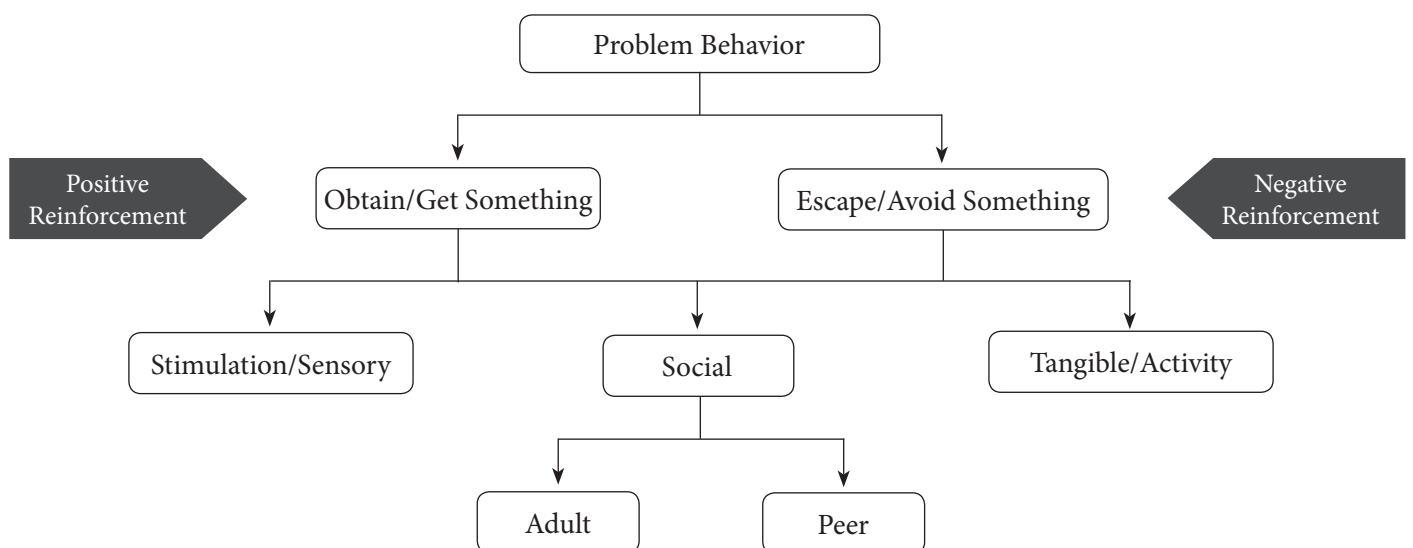 Problem Behavior
Positive
Reinforcement
Obtain/Get Something
Escape/Avoid Something
Negative
Reinforcement
Stimulation/Sensory
Social
Tangible/Activity
Adult
Peer